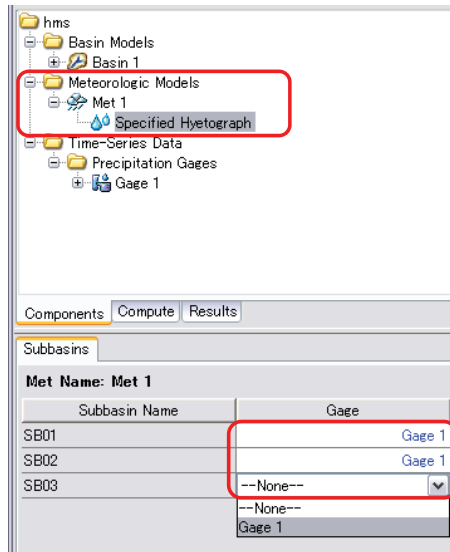 hms
Basin Models
Basin 1
Meteorologic Models
Met 1
Specified Hyetograph
Time-Series Data
Precipitation Gages
Gage 1
Components Compute Results
Subbasins
Met Name: Met 1
Subbasin Name Gage
SB01 Gage 1
SB02 Gage 1
SB03 --None--
--None--
Gage 1